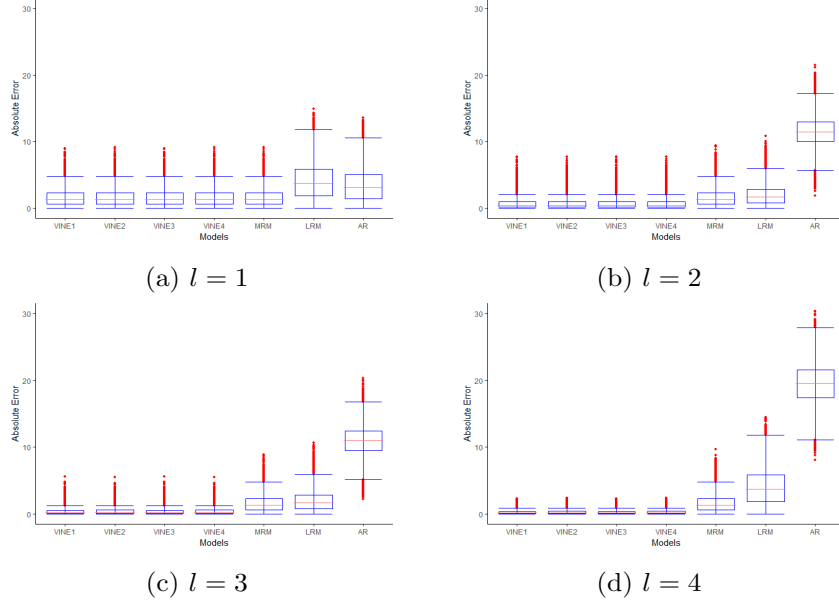 30
20
10
0
Absolute Error
VINE1 VINE2 VINE3 VINE4 MRM LRM AR
Models
(a) l = 1
30
20
10
0
Absolute Error
VINE1 VINE2 VINE3 VINE4 MRM LRM AR
Models
(b) l = 2
30
20
10
0
Absolute Error
VINE1 VINE2 VINE3 VINE4 MRM LRM AR
Models
(c) l = 3
30
20
10
0
Absolute Error
VINE1 VINE2 VINE3 VINE4 MRM LRM AR
Models
(d) l = 4